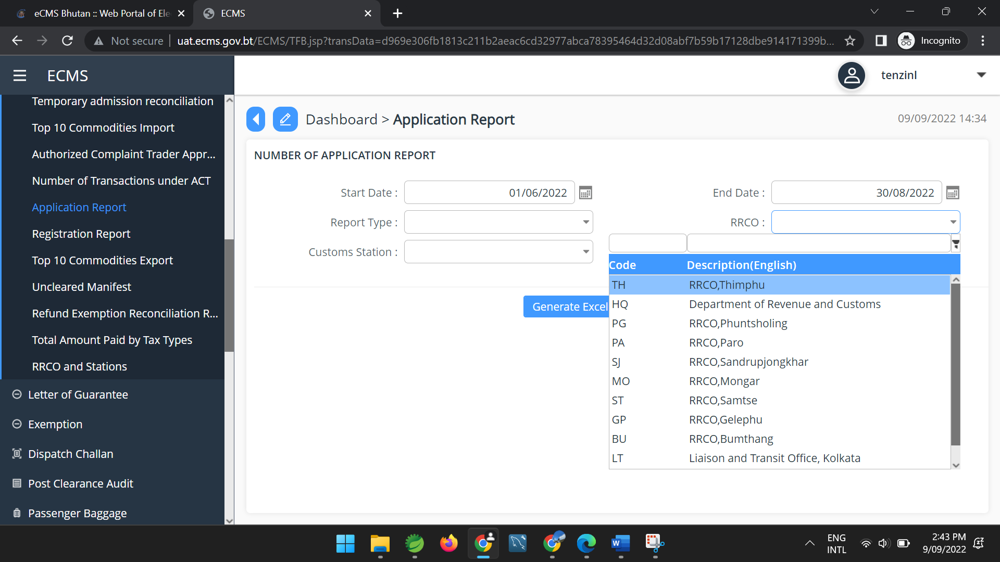 eCMS Bhutan :: Web Portal of Ele
ECMS
Not secure
uat.ecms.gov.bt/ECMS/TFB.jsp?transData=d969e306fb1813c211b2aeac6cd32977abca78395464d32d08abf7b59b17128dbe914171399b...
Incognito
ECMS
tenzinl
Temporary admission reconciliation
Top 10 Commodities Import
Authorized Complaint Trader Appr...
Number of Transactions under ACT
Application Report
Registration Report
Top 10 Commodities Export
Uncleared Manifest
Refund Exemption Reconciliation R...
Total Amount Paid by Tax Types
RRCO and Stations
Letter of Guarantee
Exemption
Dispatch Challan
Post Clearance Audit
Passenger Baggage
Dashboard > Application Report
09/09/2022 14:34
NUMBER OF APPLICATION REPORT
Start Date : 01/06/2022
End Date : 30/08/2022
Report Type :
RRCO :
Customs Station :
Code Description(English)
TH RRCO,Thimphu
HQ Department of Revenue and Customs
PG RRCO,Phuntsholing
PA RRCO,Paro
SJ RRCO,Sandrupjongkhar
MO RRCO,Mongar
ST RRCO,Samtse
GP RRCO,Gelephu
BU RRCO,Bumthang
LT Liaison and Transit Office, Kolkata
Generate Excel
W
ENG
INTL
2:43 PM
9/09/2022